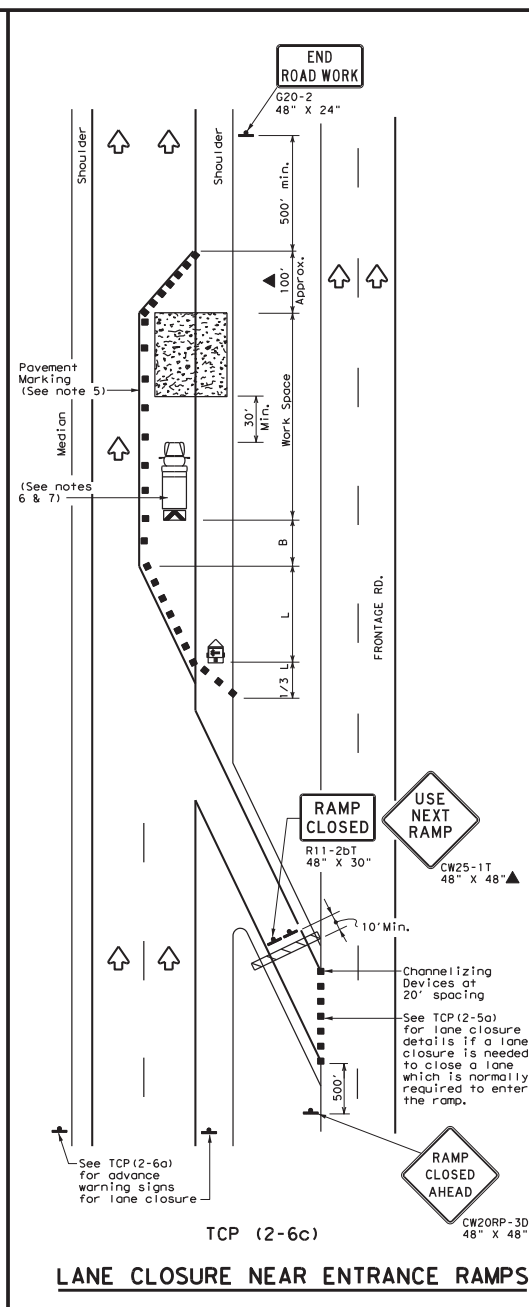 END
ROAD WORK
G20-2
48" X 24"
Shoulder
Shoulder
500' min.
▲ 100'
Approx.
Pavement
Marking
(See note 5)
30'
Min.
Work Space
Median
(See notes
6 & 7)
B
L
FRONTAGE RD.
1/3 L
RAMP
CLOSED
R11-2bT
48" X 30"
USE
NEXT
RAMP
CW25-1T
48" X 48"▲
10'Min.
Channelizing
Devices at
20' spacing
See TCP(2-5a)
for lane closure
details if a lane
closure is needed
to close a lane
which is normally
required to enter
the ramp.
500'
See TCP(2-6a)
for advance
warning signs
for lane closure
RAMP
CLOSED
AHEAD
CW20RP-3D
48" X 48"
TCP (2-6c)
LANE CLOSURE NEAR ENTRANCE RAMPS